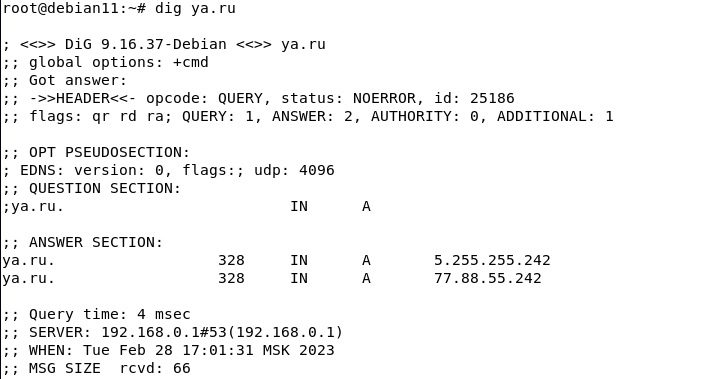 root@debian11:~# dig ya.ru

; <<>> DiG 9.16.37-Debian <<>> ya.ru
;; global options: +cmd
;; Got answer:
;; ->>HEADER<<- opcode: QUERY, status: NOERROR, id: 25186
;; flags: qr rd ra; QUERY: 1, ANSWER: 2, AUTHORITY: 0, ADDITIONAL: 1

;; OPT PSEUDOSECTION:
; EDNS: version: 0, flags:; udp: 4096
;; QUESTION SECTION:
;ya.ru.                         IN      A

;; ANSWER SECTION:
ya.ru.                  328     IN      A       5.255.255.242
ya.ru.                  328     IN      A       77.88.55.242

;; Query time: 4 msec
;; SERVER: 192.168.0.1#53(192.168.0.1)
;; WHEN: Tue Feb 28 17:01:31 MSK 2023
;; MSG SIZE  rcvd: 66